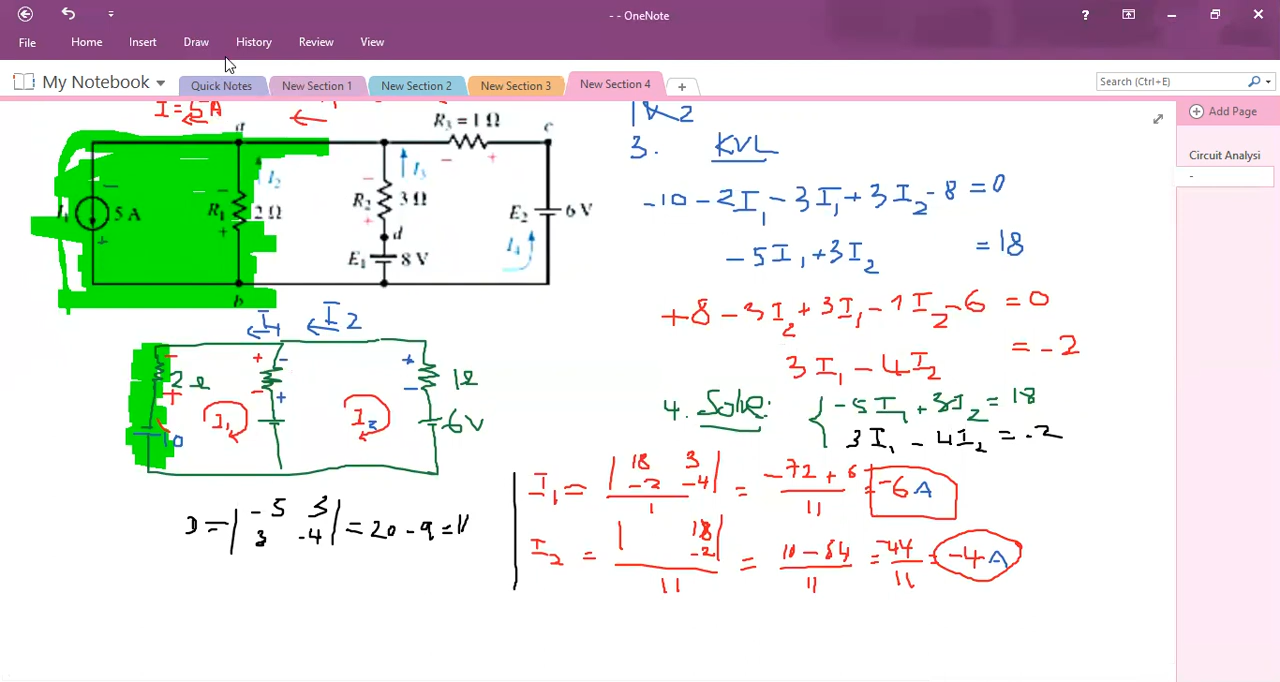 - - OneNote
?
File Home Insert Draw History Review View
My Notebook Quick Notes New Section 1 New Section 2 New Section 3 New Section 4 +
Search (Ctrl+E)
Add Page
Circuit Analysi
-
I = 5A
a
R3 = 1 Ω
c
I2
I3
5 A
R1
2 Ω
R2
3 Ω
d
E1
8 V
E2
6 V
I4
b
I1
I2
2Ω
1Ω
I1
I3
10
6V
D = | -5 3 |
3 -4 | = 20 - 9 = 11
3. KVL
-10 - 2I1 - 3I1 + 3I2 - 8 = 0
-5I1 + 3I2 = 18
+8 - 3I2 + 3I1 - 1I2 - 6 = 0
3I1 - 4I2 = -2
4. Solve: { -5I1 + 3I2 = 18
3I1 - 4I2 = -2
I1 = | 18 3 |
-2 -4 | = -72 + 6 / 11 = -6 A
I2 = | 18
-2 | / 11 = 10 - 54 / 11 = -44 / 11 = -4 A